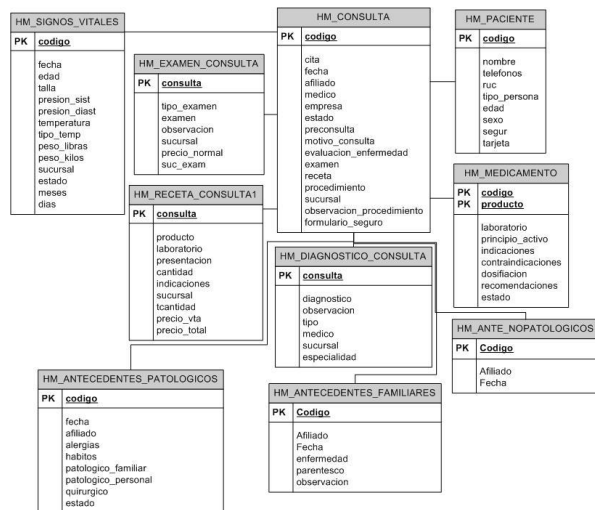 HM_SIGNOS_VITALES
PK codigo
fecha
edad
talla
presion_sist
presion_diast
temperatura
tipo_temp
peso_libras
peso_kilos
sucursal
estado
meses
dias
HM_EXAMEN_CONSULTA
PK consulta
tipo_examen
examen
observacion
sucursal
precio_normal
suc_exam
HM_RECETA_CONSULTA1
PK consulta
producto
laboratorio
presentacion
cantidad
indicaciones
sucursal
tcantidad
precio_vta
precio_total
HM_CONSULTA
PK codigo
cita
fecha
afiliado
medico
empresa
estado
preconsulta
motivo_consulta
evaluacion_enfermedad
examen
receta
procedimiento
sucursal
observacion_procedimiento
formulario_seguro
HM_PACIENTE
PK codigo
nombre
telefonos
ruc
tipo_persona
edad
sexo
segur
tarjeta
HM_MEDICAMENTO
PK codigo
PK producto
laboratorio
principio_activo
indicaciones
contraindicaciones
dosifiacion
recomendaciones
estado
HM_DIAGNOSTICO_CONSULTA
PK consulta
diagnostico
observacion
tipo
medico
sucursal
especialidad
HM_ANTE_NOPATOLOGICOS
PK Codigo
Afiliado
Fecha
HM_ANTECEDENTES_PATOLOGICOS
PK codigo
fecha
afiliado
alergias
habitos
patologico_familiar
patologico_personal
quirurgico
estado
HM_ANTECEDENTES_FAMILIARES
PK Codigo
Afiliado
Fecha
enfermedad
parentesco
observacion